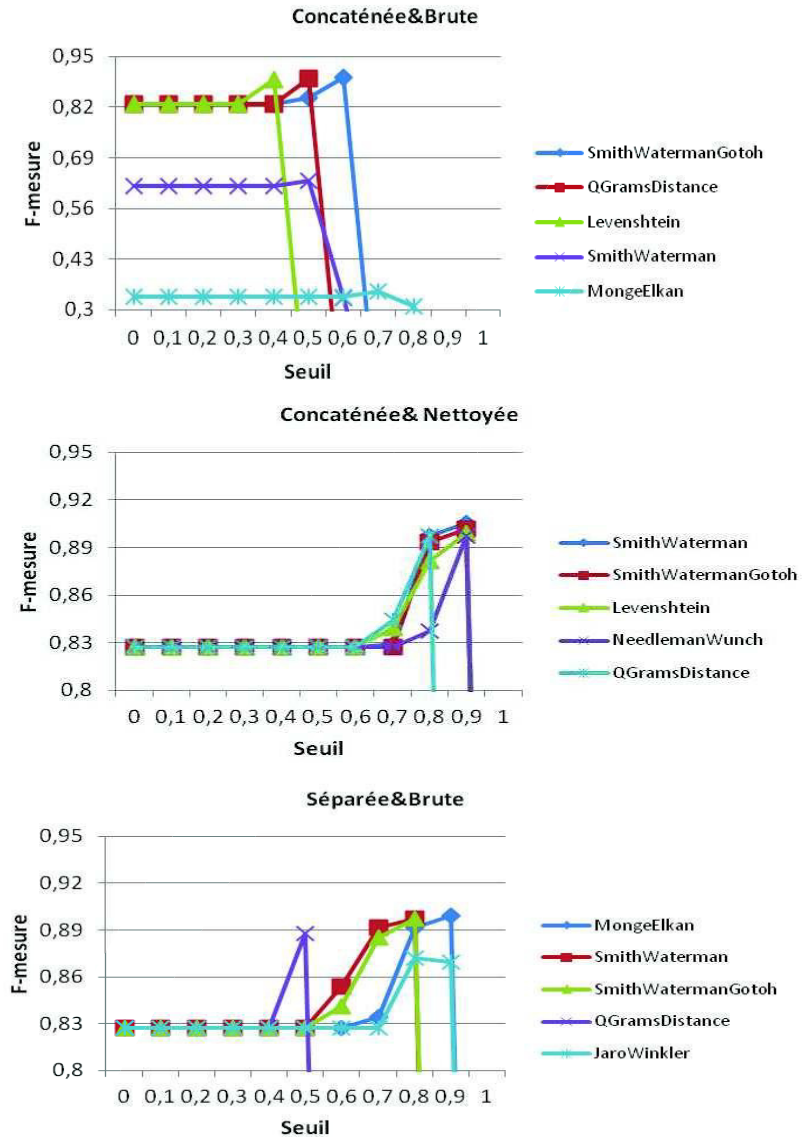 Concaténée&Brute
0,95
0,82
0,69
0,56
0,43
0,3
F-mesure
0 0,1 0,2 0,3 0,4 0,5 0,6 0,7 0,8 0,9 1
Seuil
SmithWatermanGotoh
QGramsDistance
Levenshtein
SmithWaterman
MongeElkan
Concaténée& Nettoyée
0,95
0,92
0,89
0,86
0,83
0,8
F-mesure
0 0,1 0,2 0,3 0,4 0,5 0,6 0,7 0,8 0,9 1
Seuil
SmithWaterman
SmithWatermanGotoh
Levenshtein
NeedlemanWunch
QGramsDistance
Séparée&Brute
0,95
0,92
0,89
0,86
0,83
0,8
F-mesure
0 0,1 0,2 0,3 0,4 0,5 0,6 0,7 0,8 0,9 1
Seuil
MongeElkan
SmithWaterman
SmithWatermanGotoh
QGramsDistance
JaroWinkler